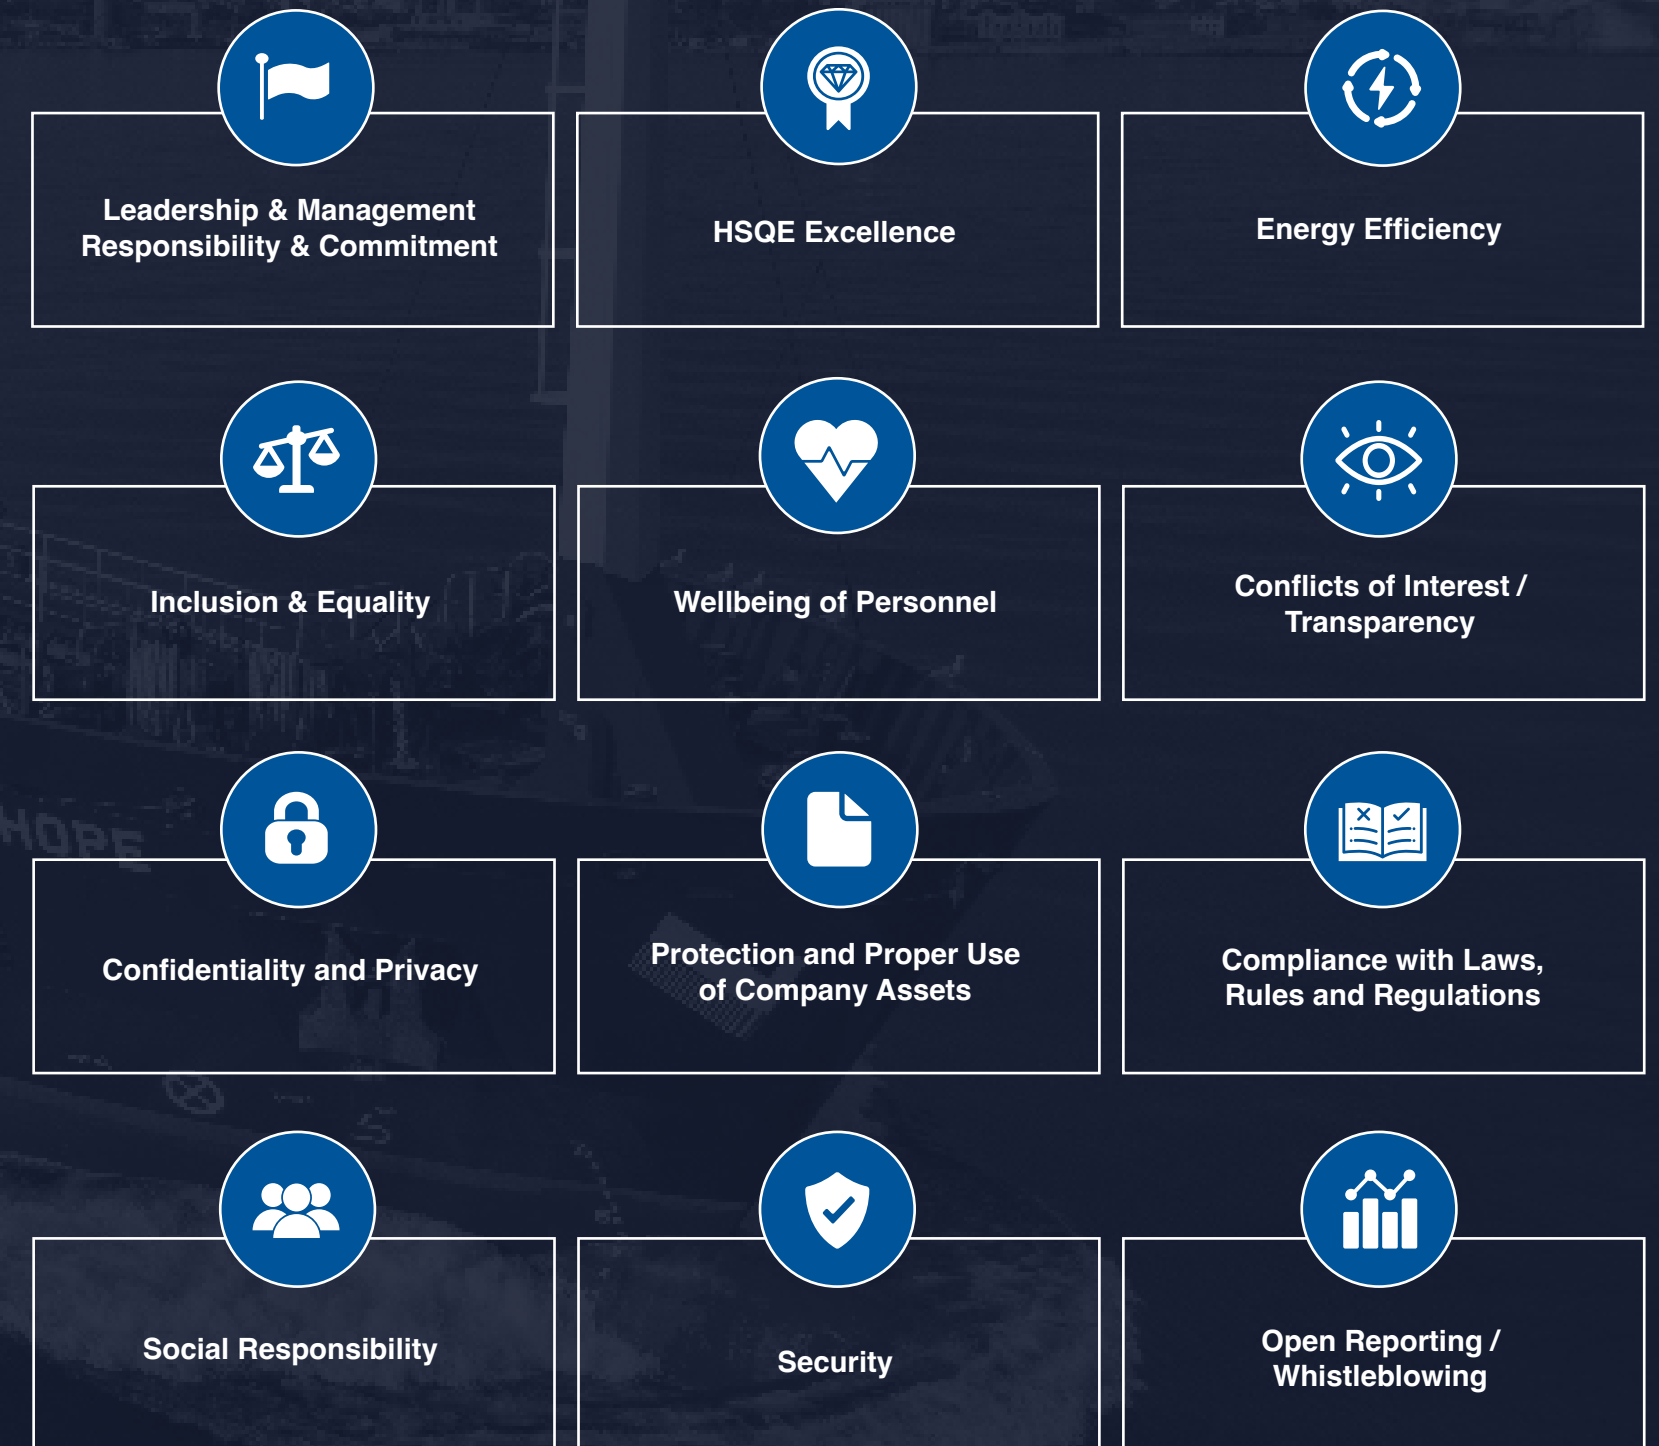 Leadership & Management
Responsibility & Commitment
HSQE Excellence
Energy Efficiency
Inclusion & Equality
Wellbeing of Personnel
Conflicts of Interest /
Transparency
Confidentiality and Privacy
Protection and Proper Use
of Company Assets
Compliance with Laws,
Rules and Regulations
HOPE
Social Responsibility
Security
Open Reporting /
Whistleblowing